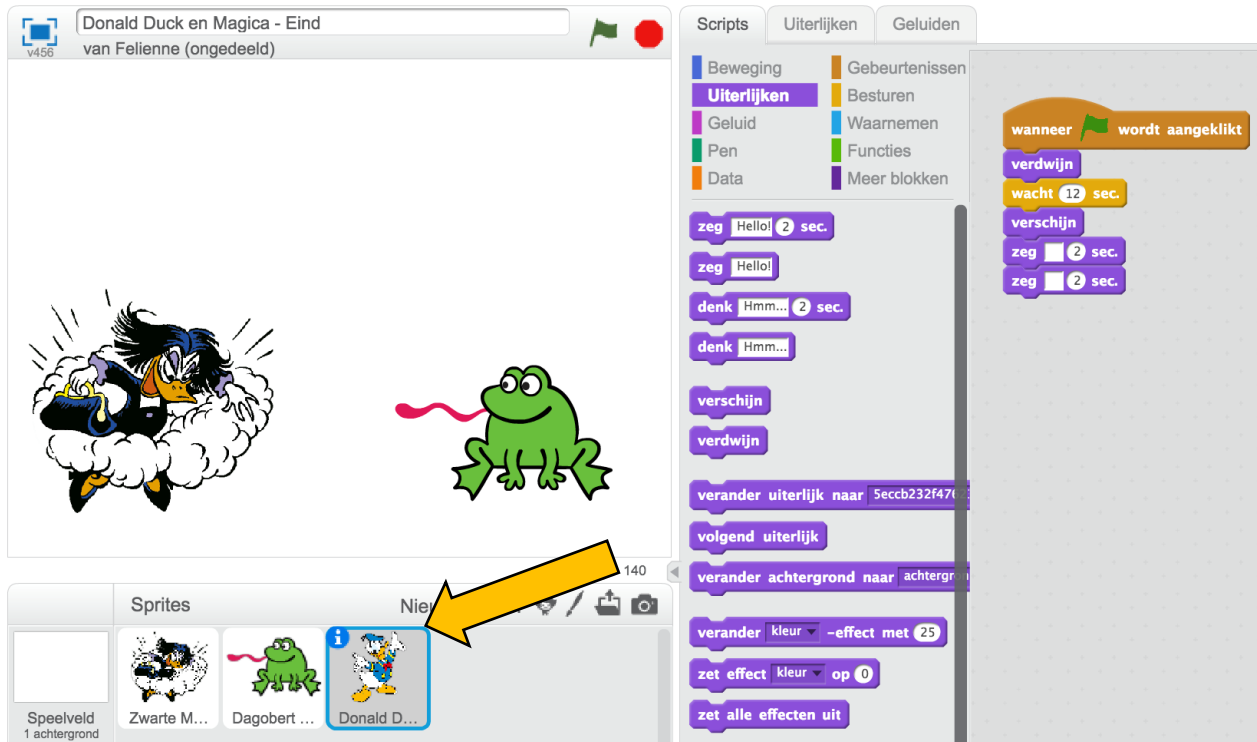 Donald Duck en Magica - Eind
van Felienne (ongedeeld)
v456
140
Sprites
Speelveld
1 achtergrond
Zwarte M...
Dagobert ...
Donald D...
Scripts
Uiterlijken
Geluiden
Beweging
Gebeurtenissen
Uiterlijken
Besturen
Geluid
Waarnemen
Pen
Functies
Data
Meer blokken
zeg Hello! 2 sec.
zeg Hello!
denk Hmm... 2 sec.
denk Hmm...
verschijn
verdwijn
verander uiterlijk naar
volgend uiterlijk
verander achtergrond naar
verander kleur -effect met 25
zet effect kleur op 0
zet alle effecten uit
wanneer wordt aangeklikt
verdwijn
wacht 12 sec.
verschijn
zeg 2 sec.
zeg 2 sec.